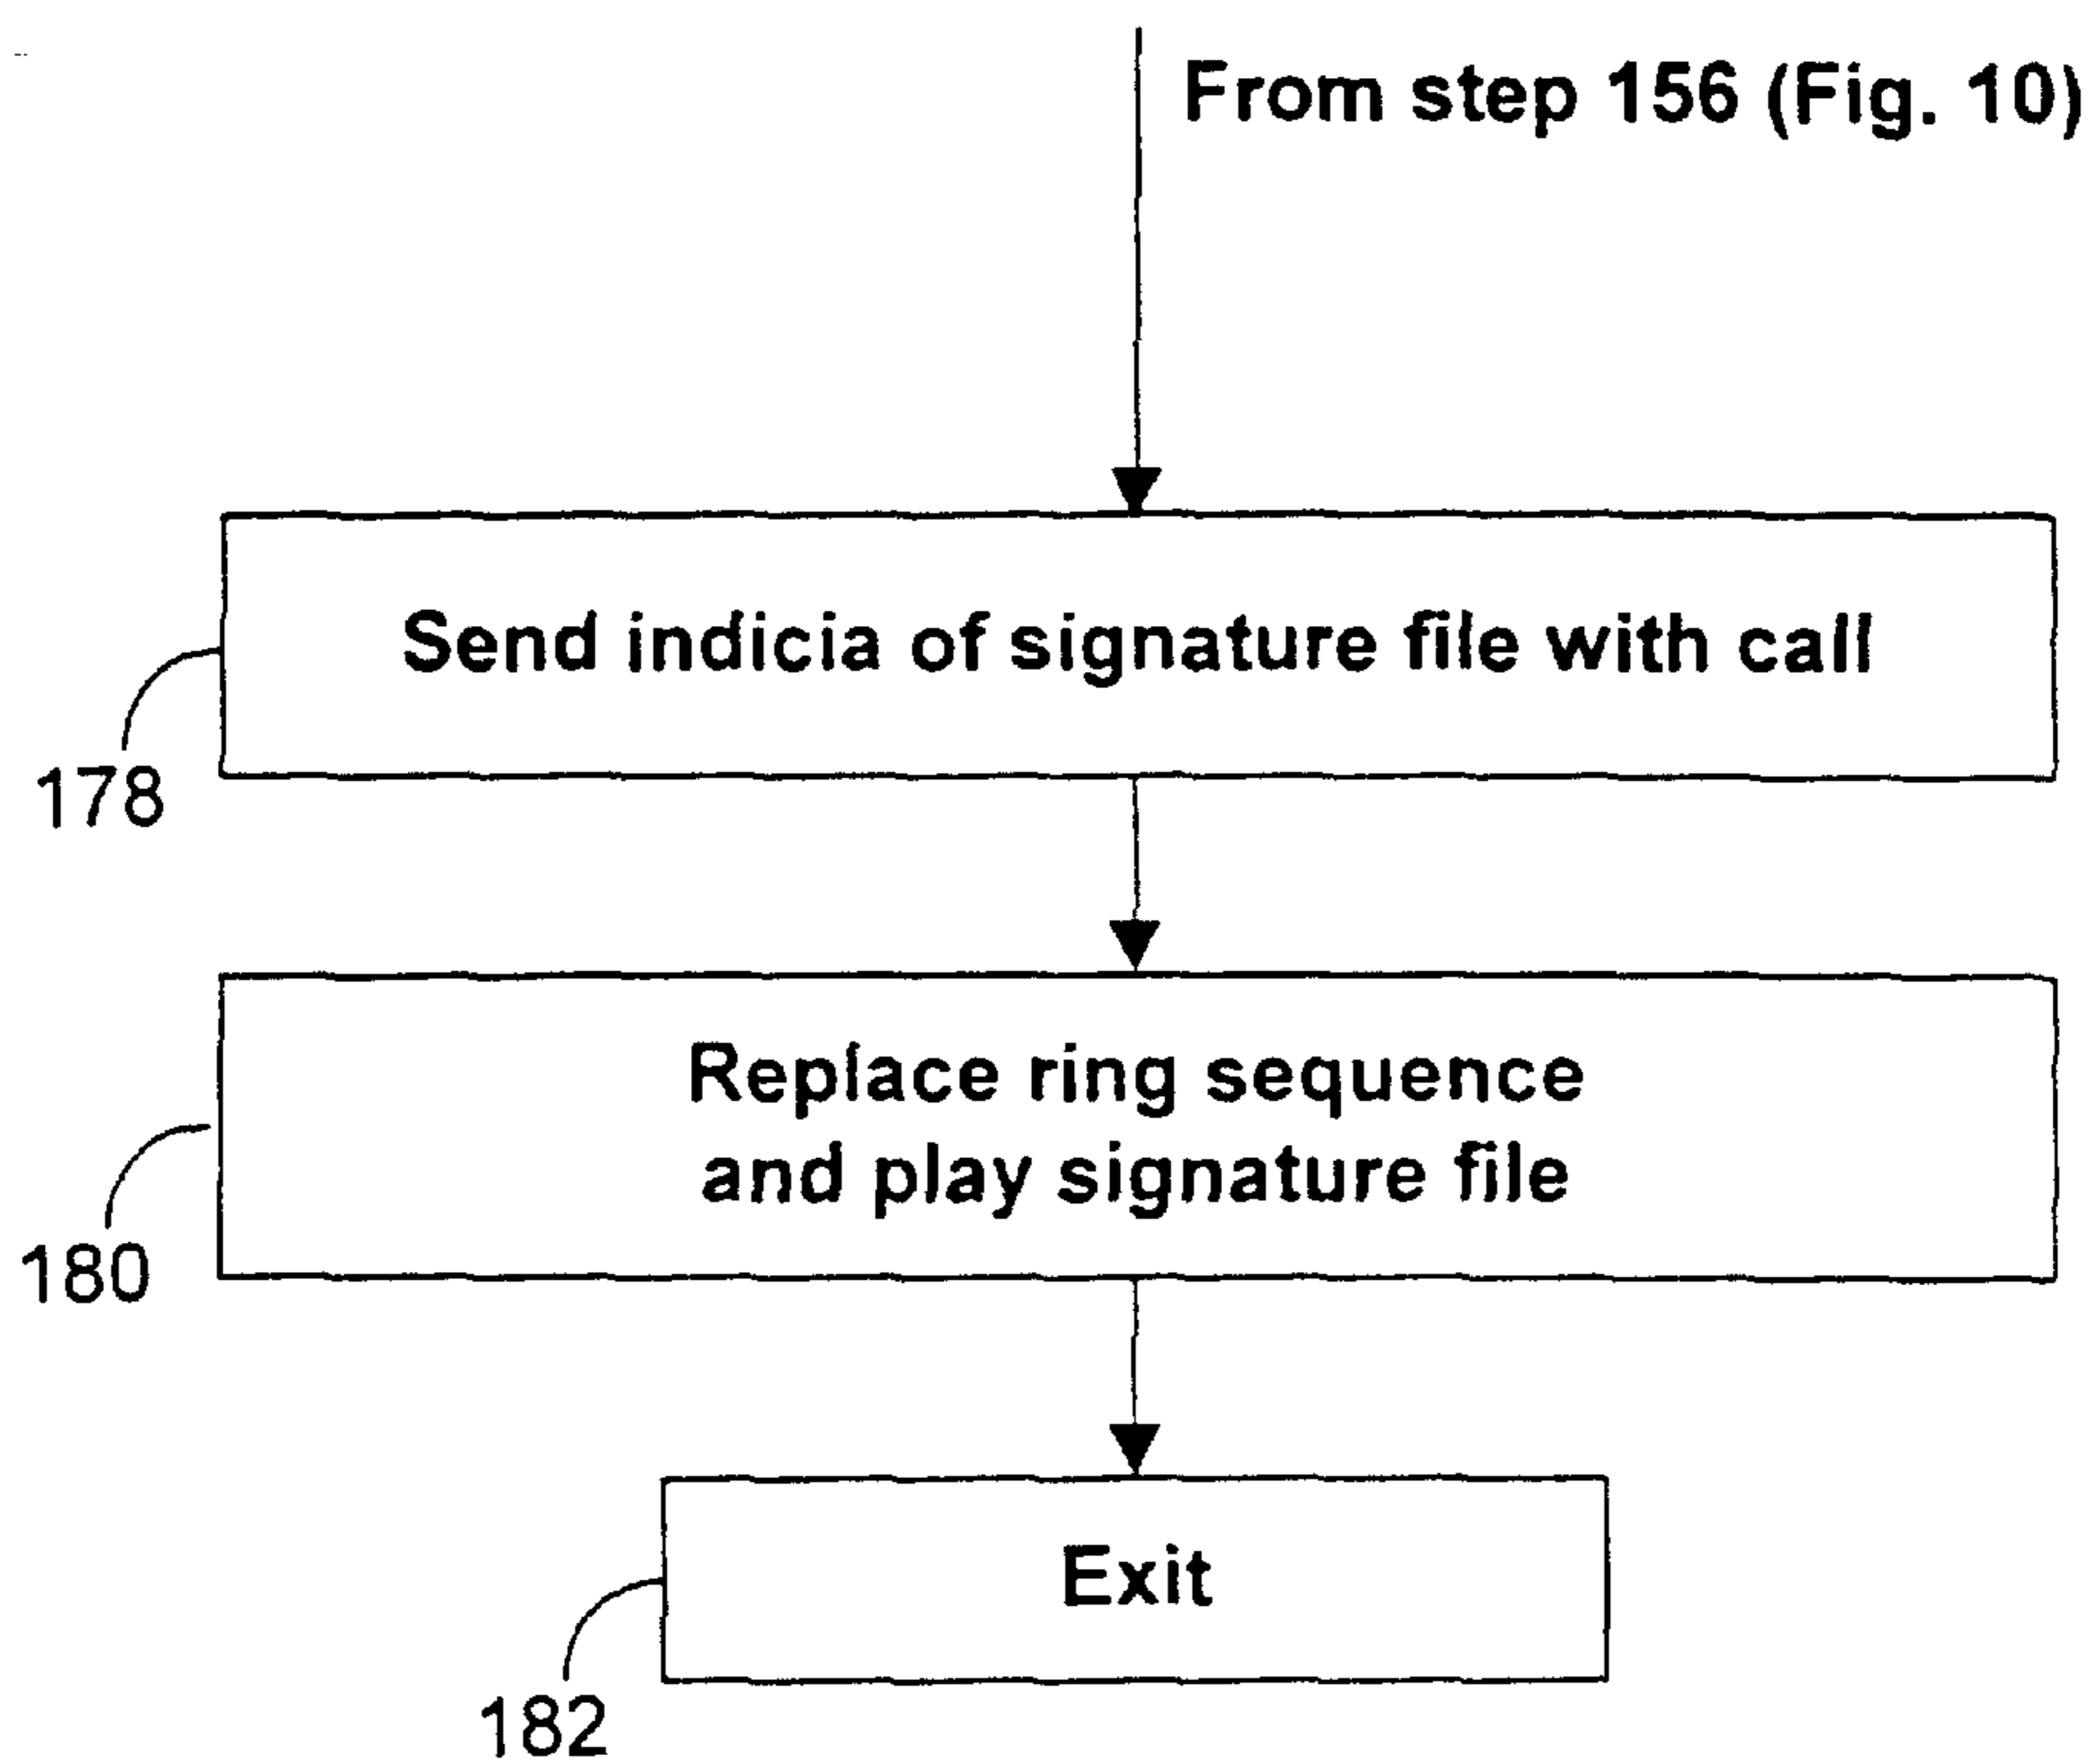 From step 156 (Fig. 10)
Send indicia of signature file with call
178
Replace ring sequence
and play signature file
180
Exit
182